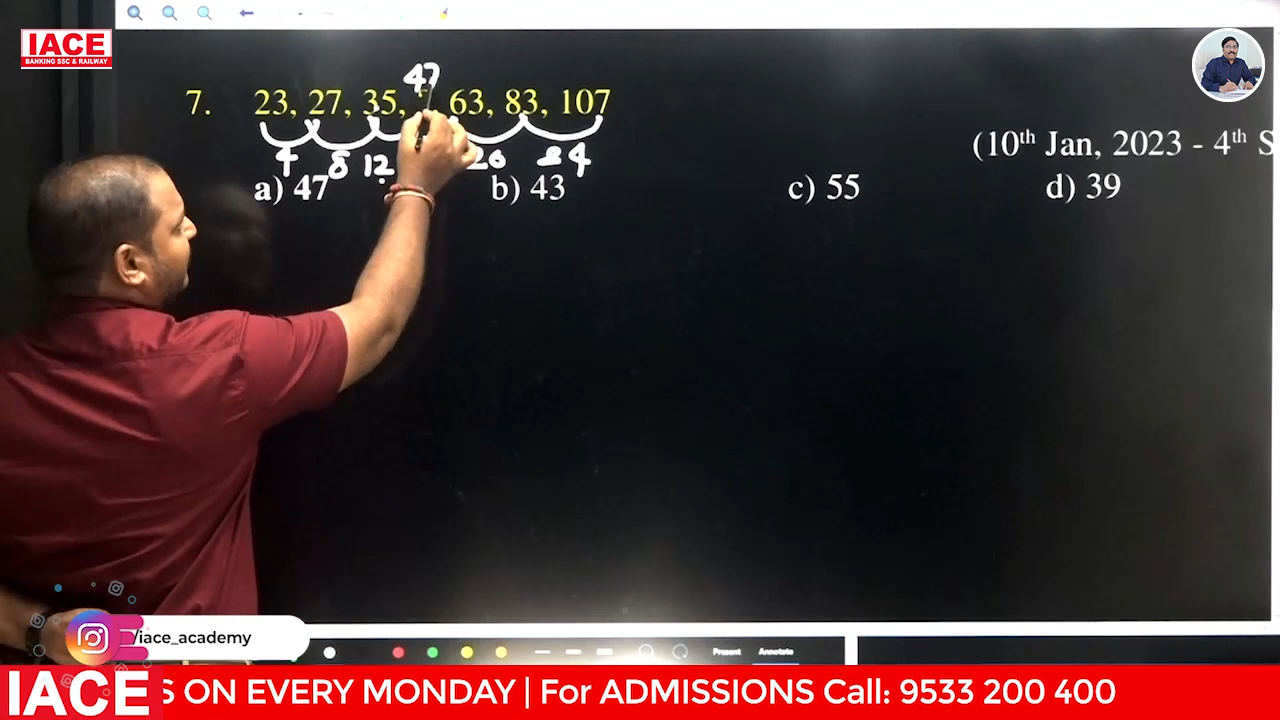 IACE
BANKING SSC & RAILWAY
47
7. 23, 27, 35, 63, 83, 107
4 8 12 20 24
(10th Jan, 2023 - 4th S
a) 47 b) 43 c) 55 d) 39
/iace_academy
Present Annotate
IACE S ON EVERY MONDAY | For ADMISSIONS Call: 9533 200 400